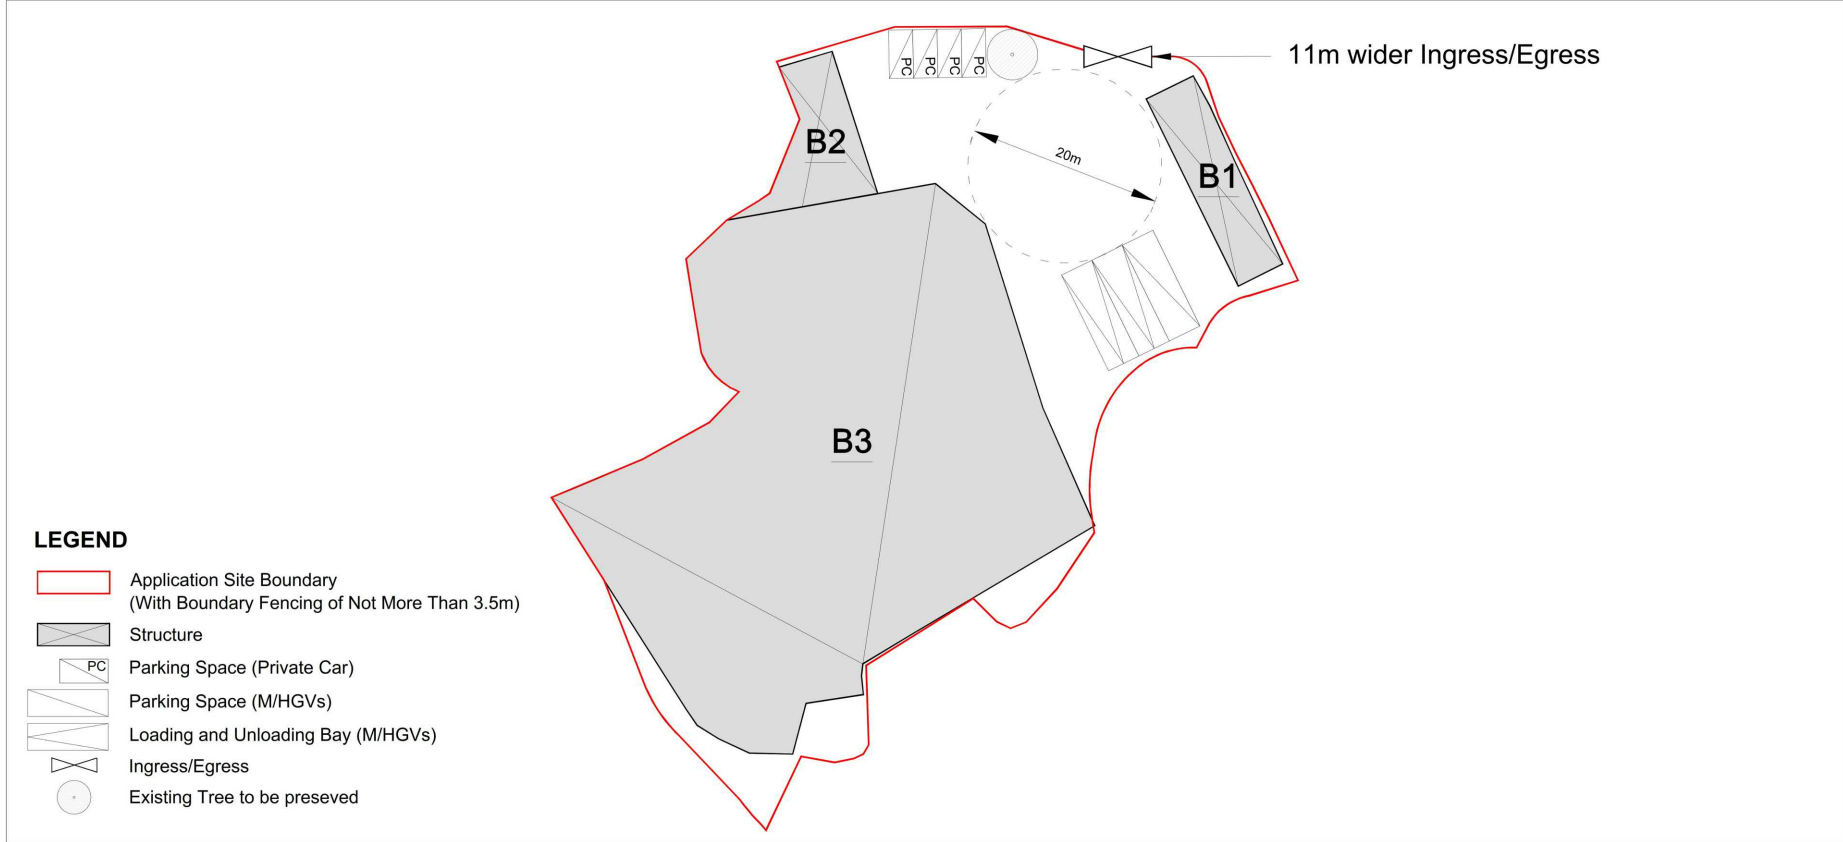 11m wider Ingress/Egress
PC PC PC PC
B2
20m
B1
B3
LEGEND
Application Site Boundary
(With Boundary Fencing of Not More Than 3.5m)
Structure
PC
Parking Space (Private Car)
Parking Space (M/HGVs)
Loading and Unloading Bay (M/HGVs)
Ingress/Egress
Existing Tree to be preseved